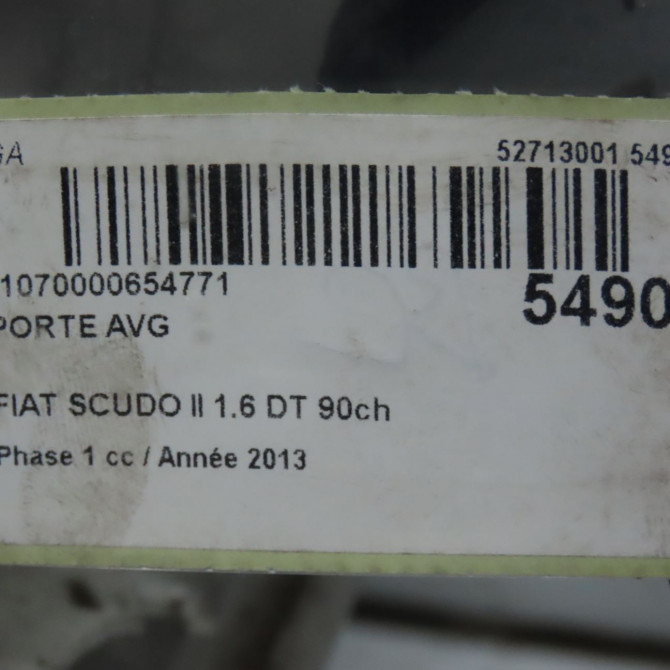 GA 52713001 549
1070000654771
5490
PORTE AVG
FIAT SCUDO II 1.6 DT 90ch
Phase 1 cc / Année 2013